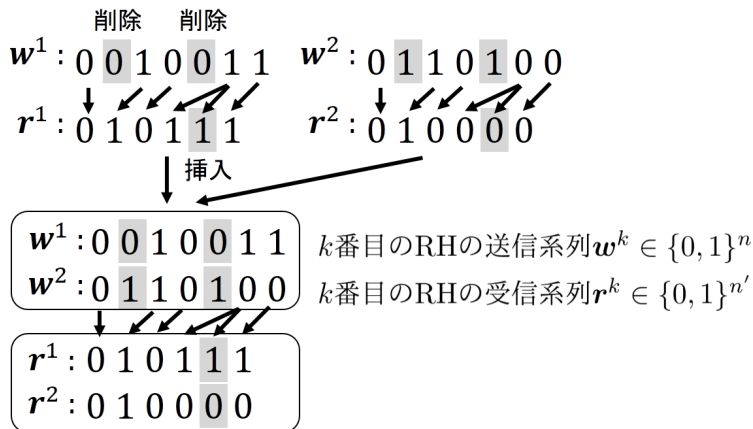 削除 削除
w¹ : 0 0 1 0 0 1 1
r¹ : 0 1 0 1 1 1
w² : 0 1 1 0 1 0 0
r² : 0 1 0 0 0 0
挿入
w¹ : 0 0 1 0 0 1 1
w² : 0 1 1 0 1 0 0
k番目のRHの送信系列w^k ∈ {0, 1}^n
k番目のRHの受信系列r^k ∈ {0, 1}^n′
r¹ : 0 1 0 1 1 1
r² : 0 1 0 0 0 0